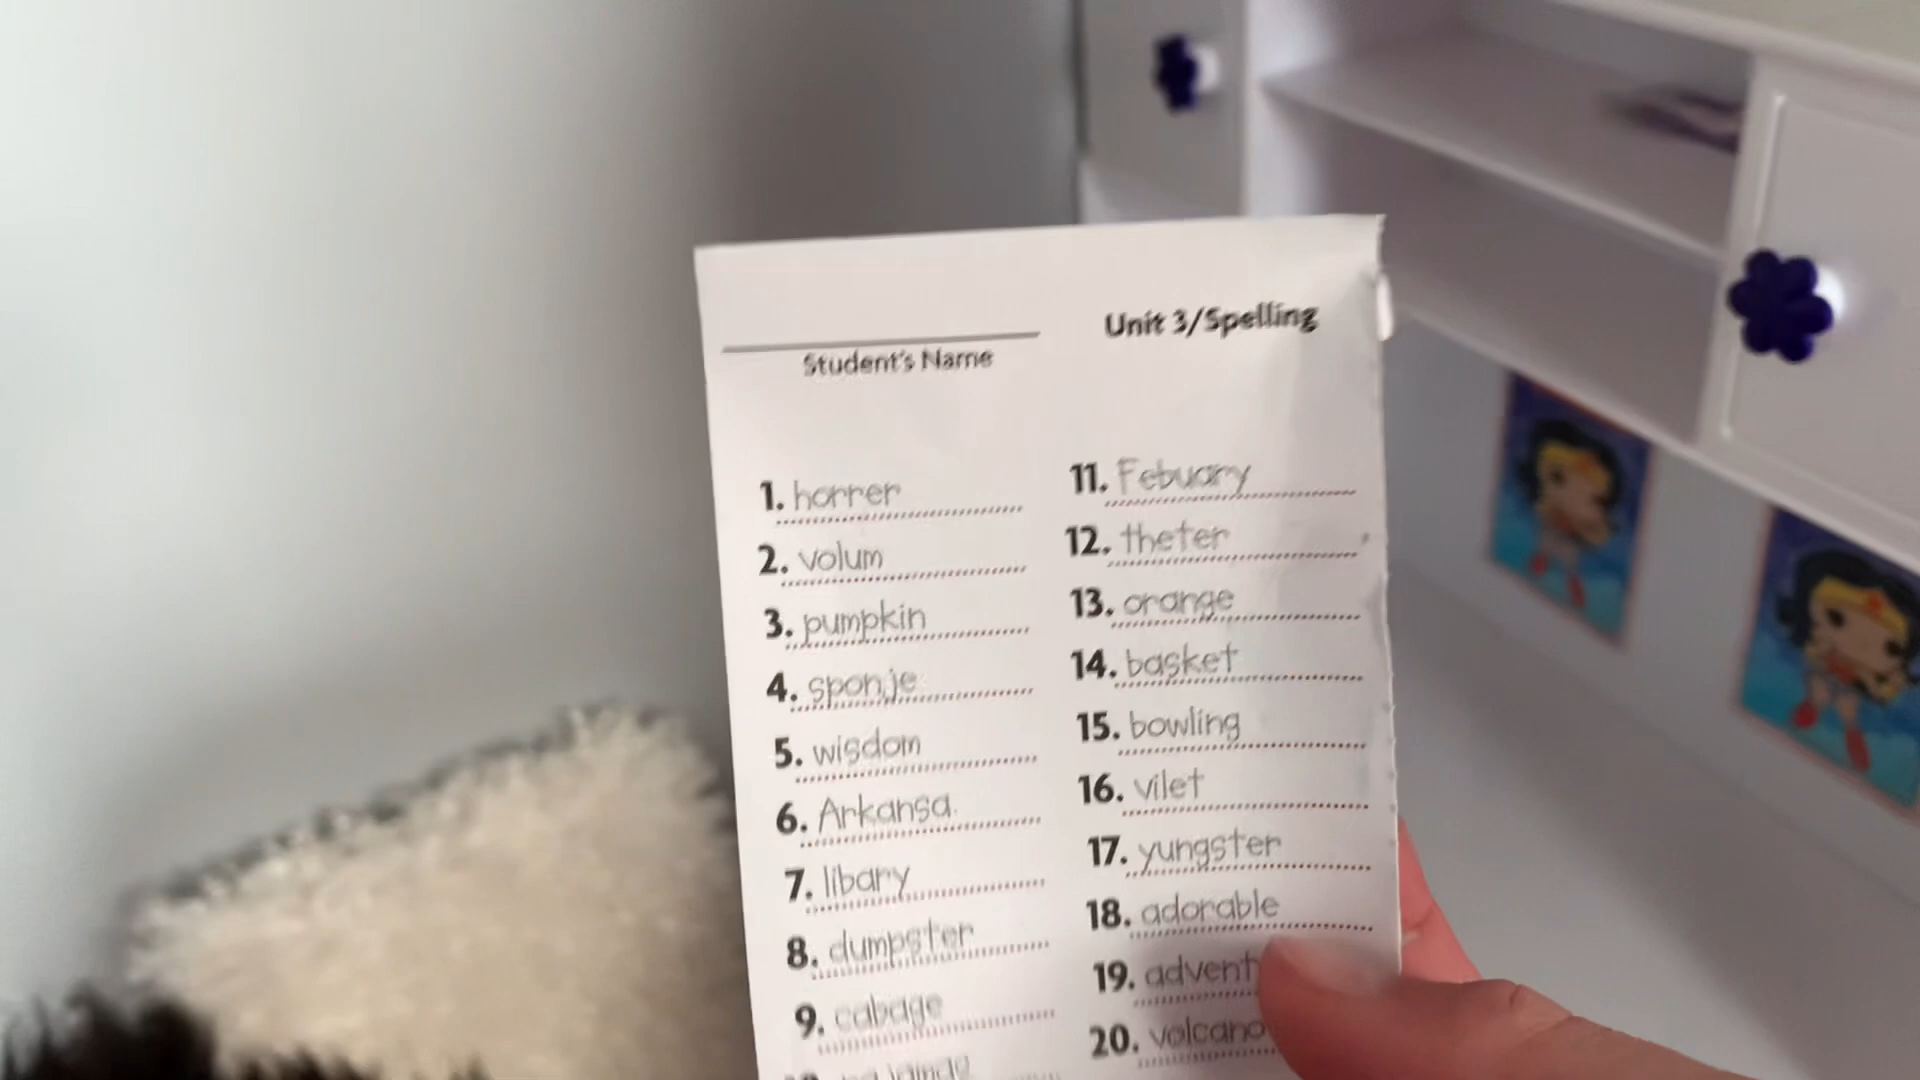 Unit 3/Spelling
Student's Name
1. horrer
2. volum
3. pumpkin
4. sponje
5. wisdom
6. Arkansa
7. libary
8. dumpster
9. cabage
11. Febuary
12. theter
13. orange
14. basket
15. bowling
16. vilet
17. yungster
18. adorable
19. advent
20. volcano